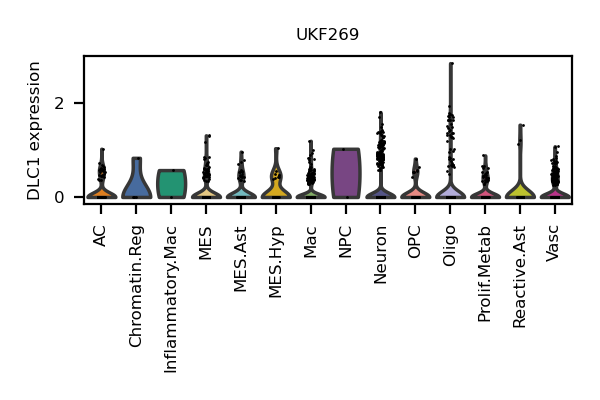 UKF269
DLC1 expression
2
0
AC
Chromatin.Reg
Inflammatory.Mac
MES
MES.Ast
MES.Hyp
Mac
NPC
Neuron
OPC
Oligo
Prolif.Metab
Reactive.Ast
Vasc